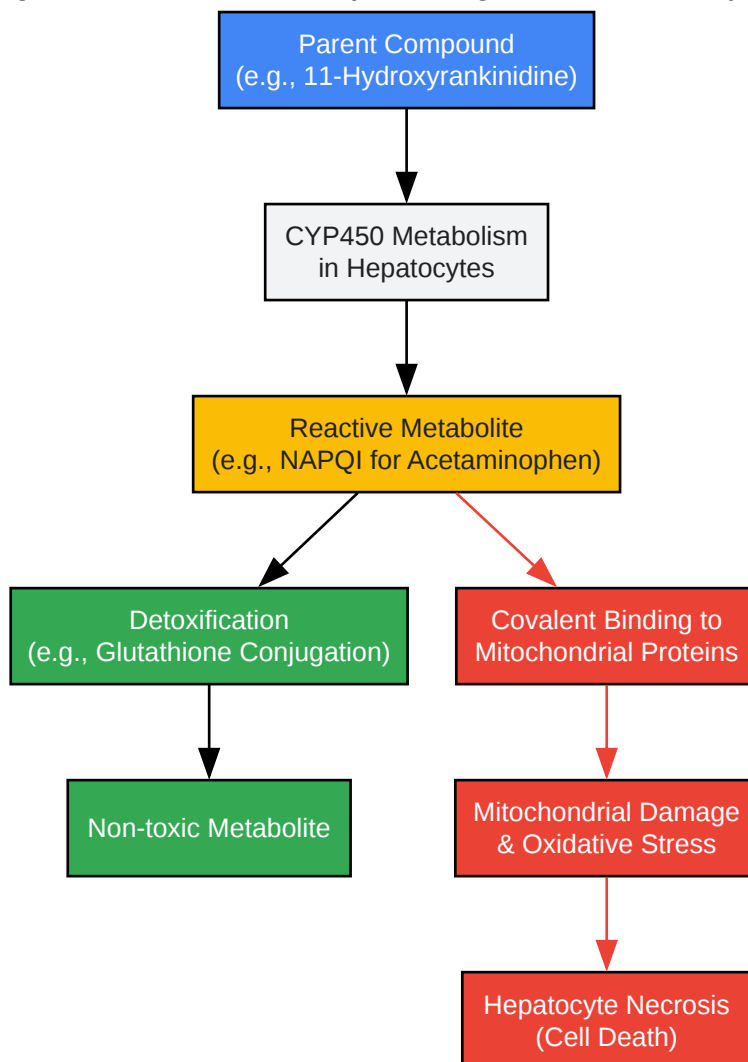 Parent Compound
(e.g., 11-Hydroxyrankinidine)
CYP450 Metabolism
in Hepatocytes
Reactive Metabolite
(e.g., NAPQI for Acetaminophen)
Detoxification
(e.g., Glutathione Conjugation)
Covalent Binding to
Mitochondrial Proteins
Non-toxic Metabolite
Mitochondrial Damage
& Oxidative Stress
Hepatocyte Necrosis
(Cell Death)